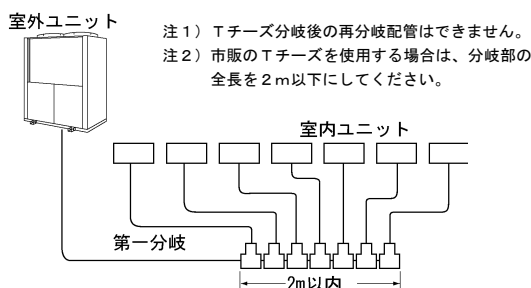 室外ユニット
注１）Ｔチーズ分岐後の再分岐配管はできません。
注２）市販のＴチーズを使用する場合は、分岐部の
全長を２ｍ以下にしてください。
室内ユニット
第一分岐
2m以内